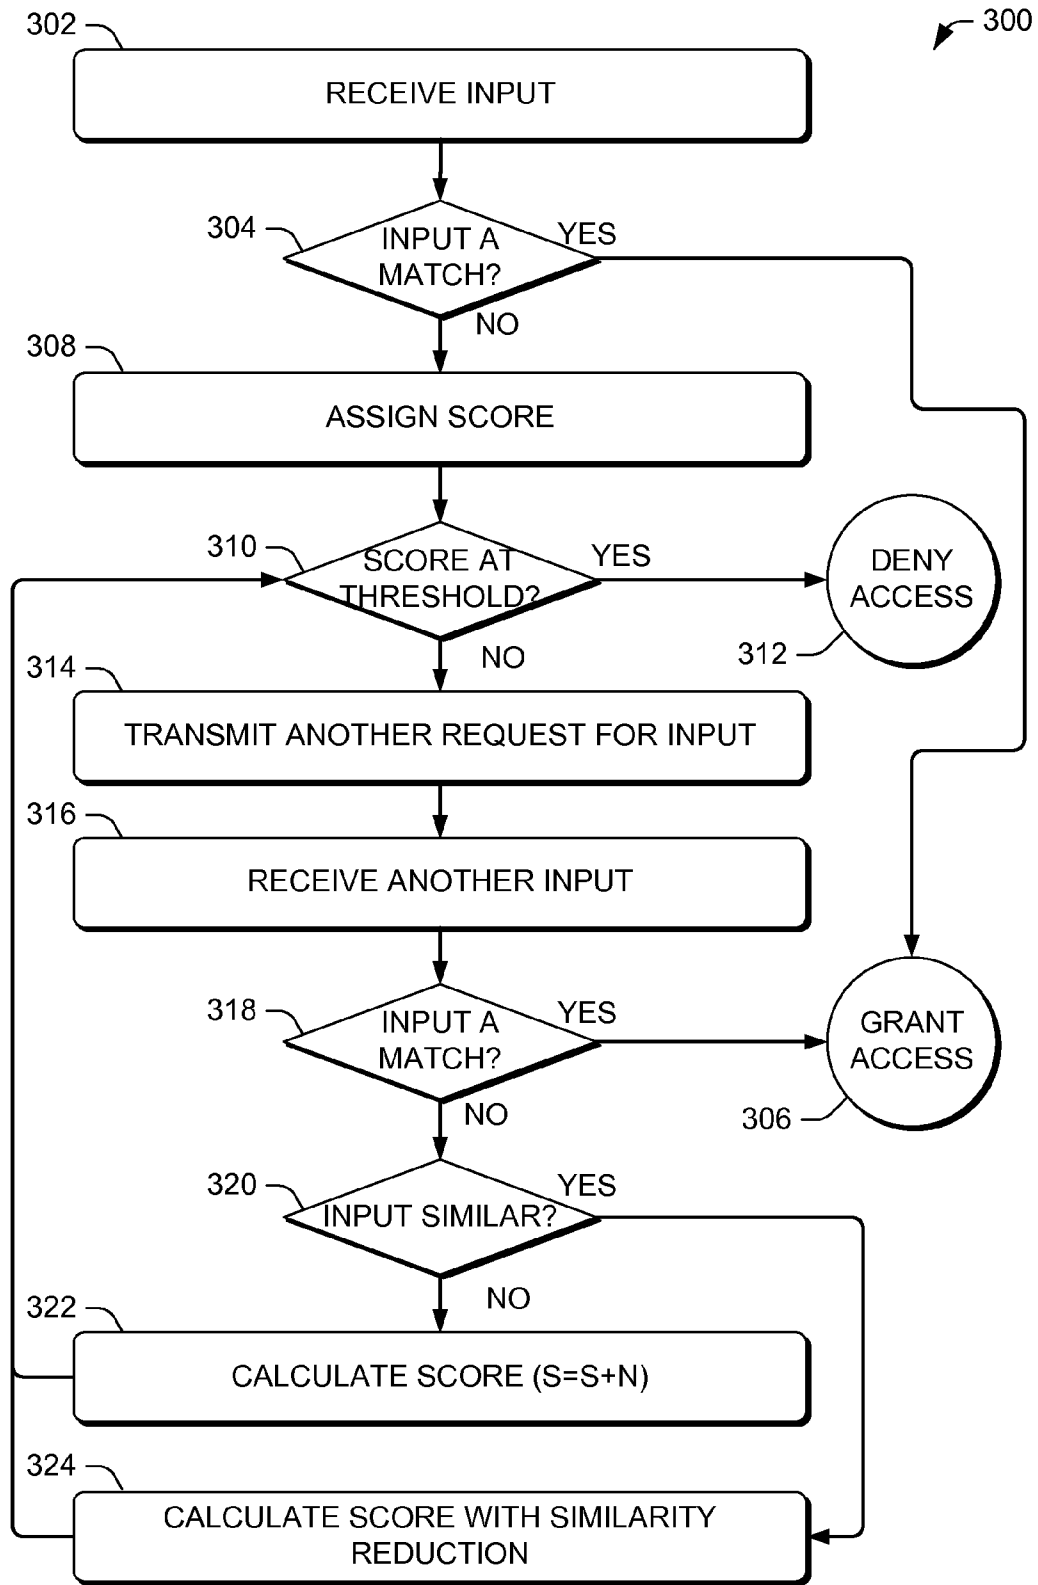 300
302
RECEIVE INPUT
304
INPUT A
MATCH?
YES
NO
308
ASSIGN SCORE
310
SCORE AT
THRESHOLD?
YES
NO
DENY
ACCESS
312
314
TRANSMIT ANOTHER REQUEST FOR INPUT
316
RECEIVE ANOTHER INPUT
318
INPUT A
MATCH?
YES
NO
GRANT
ACCESS
306
320
INPUT SIMILAR?
YES
NO
322
CALCULATE SCORE (S=S+N)
324
CALCULATE SCORE WITH SIMILARITY
REDUCTION